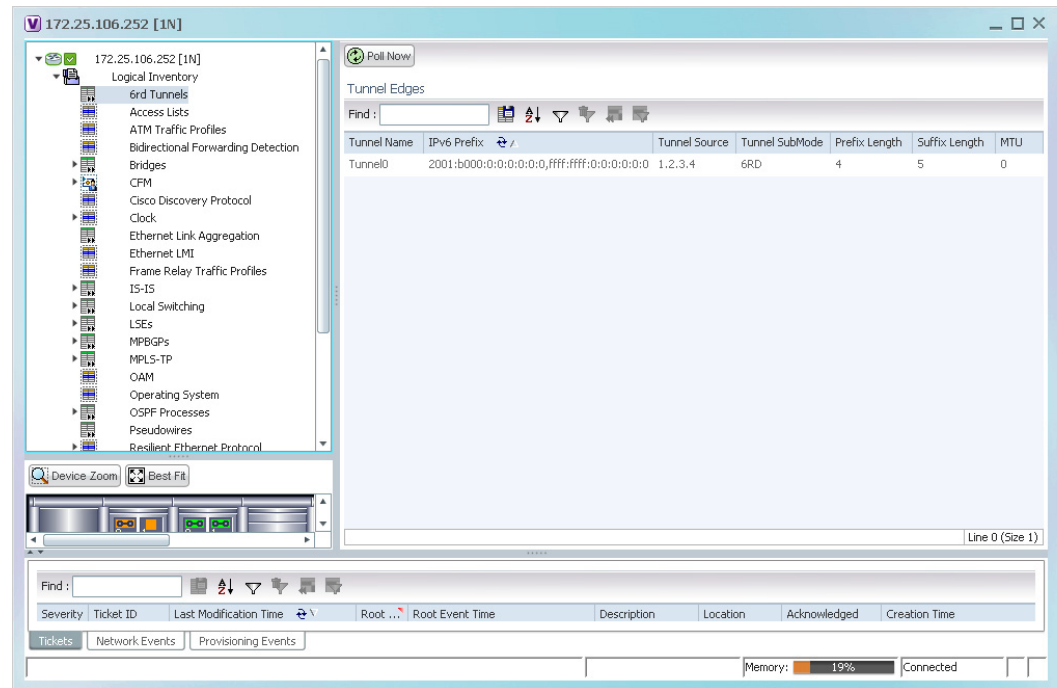 172.25.106.252 [1N]
172.25.106.252 [1N]
Logical Inventory
6rd Tunnels
Access Lists
ATM Traffic Profiles
Bidirectional Forwarding Detection
Bridges
CFM
Cisco Discovery Protocol
Clock
Ethernet Link Aggregation
Ethernet LMI
Frame Relay Traffic Profiles
IS-IS
Local Switching
LSEs
MPBGPs
MPLS-TP
OAM
Operating System
OSPF Processes
Pseudowires
Resilient Ethernet Protocol
Device Zoom Best Fit
Poll Now
Tunnel Edges
Find :
Tunnel Name IPv6 Prefix Tunnel Source Tunnel SubMode Prefix Length Suffix Length MTU
Tunnel0 2001:b000:0:0:0:0:0:0,ffff:ffff:0:0:0:0:0:0 1.2.3.4 6RD 4 5 0
Line 0 (Size 1)
Find :
Severity Ticket ID Last Modification Time Root ... Root Event Time Description Location Acknowledged Creation Time
Tickets Network Events Provisioning Events
Memory: 19% Connected